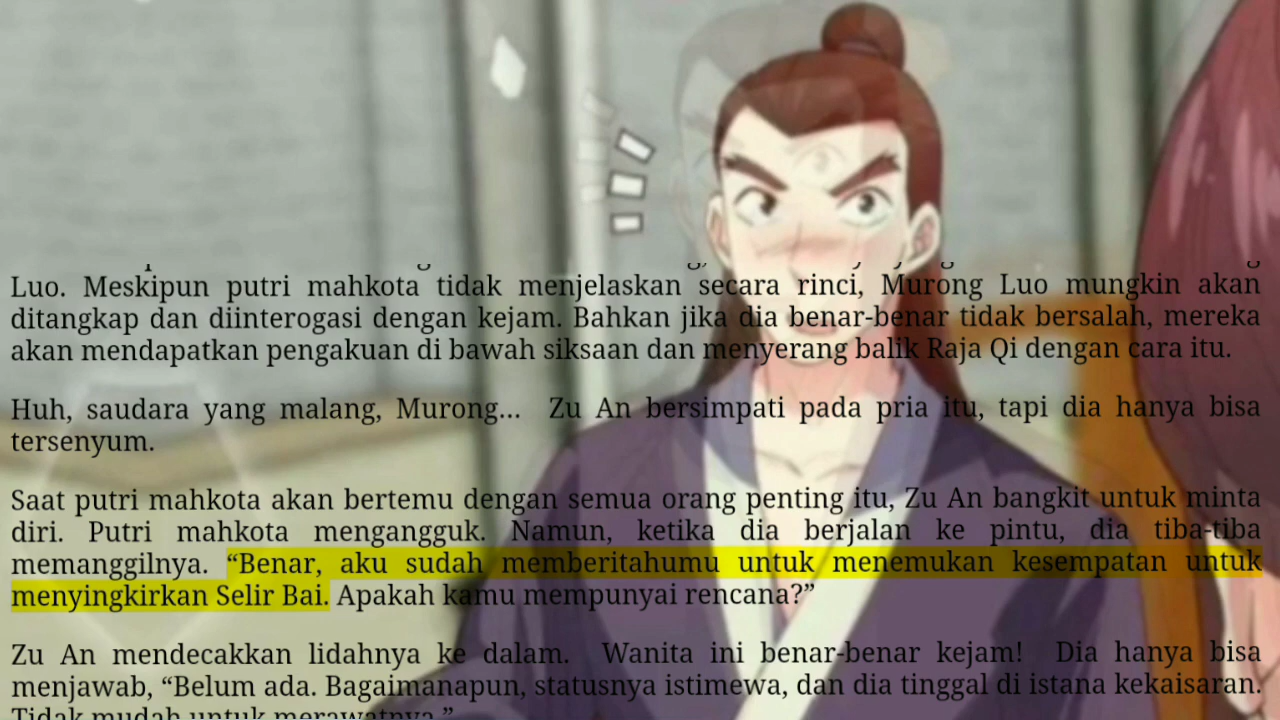 Luo. Meskipun putri mahkota tidak menjelaskan secara rinci, Murong Luo mungkin akan
ditangkap dan diinterogasi dengan kejam. Bahkan jika dia benar-benar tidak bersalah, mereka
akan mendapatkan pengakuan di bawah siksaan dan menyerang balik Raja Qi dengan cara itu.
Huh, saudara yang malang, Murong... Zu An bersimpati pada pria itu, tapi dia hanya bisa
tersenyum.
Saat putri mahkota akan bertemu dengan semua orang penting itu, Zu An bangkit untuk minta
diri. Putri mahkota mengangguk. Namun, ketika dia berjalan ke pintu, dia tiba-tiba
memanggilnya. “Benar, aku sudah memberitahumu untuk menemukan kesempatan untuk
menyingkirkan Selir Bai. Apakah kamu mempunyai rencana?”
Zu An mendecakkan lidahnya ke dalam. Wanita ini benar-benar kejam! Dia hanya bisa
menjawab, “Belum ada. Bagaimanapun, statusnya istimewa, dan dia tinggal di istana kekaisaran.
Tidak mudah untuk merawatnya.”